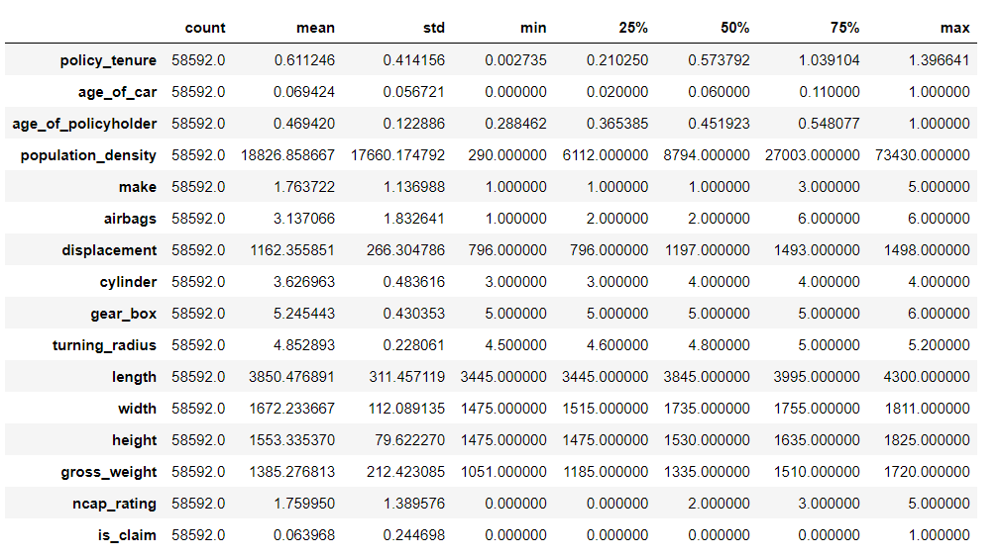 count mean std min 25% 50% 75% max
policy_tenure 58592.0 0.611246 0.414156 0.002735 0.210250 0.573792 1.039104 1.396641
age_of_car 58592.0 0.069424 0.056721 0.000000 0.020000 0.060000 0.110000 1.000000
age_of_policyholder 58592.0 0.469420 0.122886 0.288462 0.365385 0.451923 0.548077 1.000000
population_density 58592.0 18826.858667 17660.174792 290.000000 6112.000000 8794.000000 27003.000000 73430.000000
make 58592.0 1.763722 1.136988 1.000000 1.000000 1.000000 3.000000 5.000000
airbags 58592.0 3.137066 1.832641 1.000000 2.000000 2.000000 6.000000 6.000000
displacement 58592.0 1162.355851 266.304786 796.000000 796.000000 1197.000000 1493.000000 1498.000000
cylinder 58592.0 3.626963 0.483616 3.000000 3.000000 4.000000 4.000000 4.000000
gear_box 58592.0 5.245443 0.430353 5.000000 5.000000 5.000000 5.000000 6.000000
turning_radius 58592.0 4.852893 0.228061 4.500000 4.600000 4.800000 5.000000 5.200000
length 58592.0 3850.476891 311.457119 3445.000000 3445.000000 3845.000000 3995.000000 4300.000000
width 58592.0 1672.233667 112.089135 1475.000000 1515.000000 1735.000000 1755.000000 1811.000000
height 58592.0 1553.335370 79.622270 1475.000000 1475.000000 1530.000000 1635.000000 1825.000000
gross_weight 58592.0 1385.276813 212.423085 1051.000000 1185.000000 1335.000000 1510.000000 1720.000000
ncap_rating 58592.0 1.759950 1.389576 0.000000 0.000000 2.000000 3.000000 5.000000
is_claim 58592.0 0.063968 0.244698 0.000000 0.000000 0.000000 0.000000 1.000000